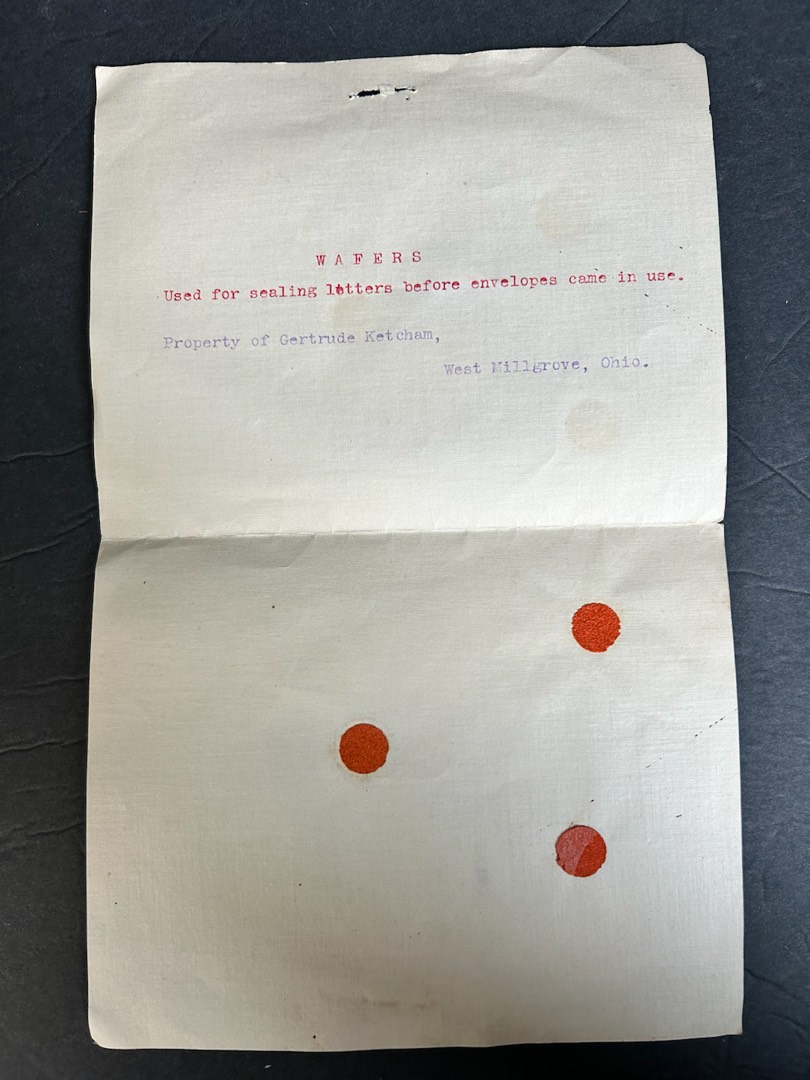 W A F E R S
Used for sealing letters before envelopes came in use.
Property of Gertrude Ketcham,
West Millgrove, Ohio.